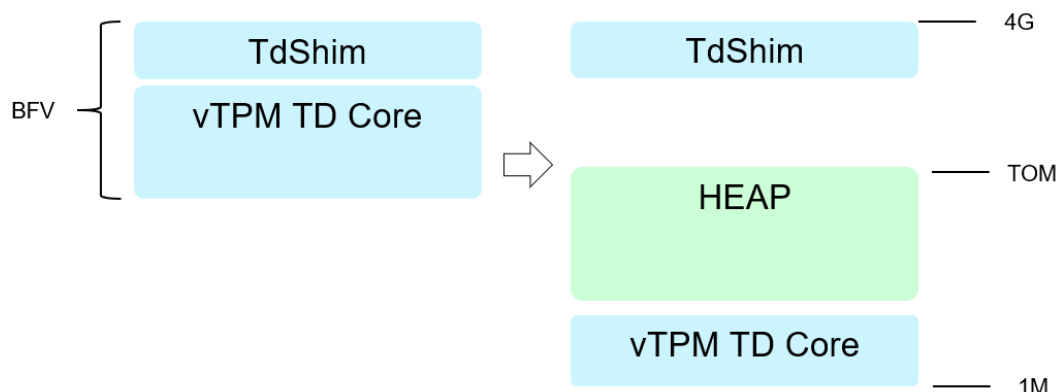 BFV
TdShim
vTPM TD Core
TdShim
4G
HEAP
TOM
vTPM TD Core
1M